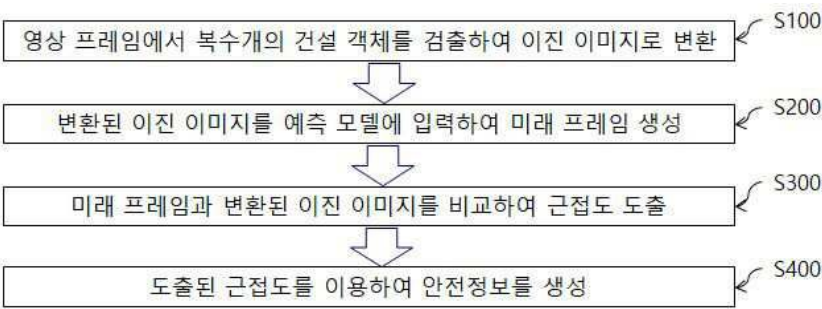 S100
영상 프레임에서 복수개의 건설 객체를 검출하여 이진 이미지로 변환
S200
변환된 이진 이미지를 예측 모델에 입력하여 미래 프레임 생성
S300
미래 프레임과 변환된 이진 이미지를 비교하여 근접도 도출
S400
도출된 근접도를 이용하여 안전정보를 생성